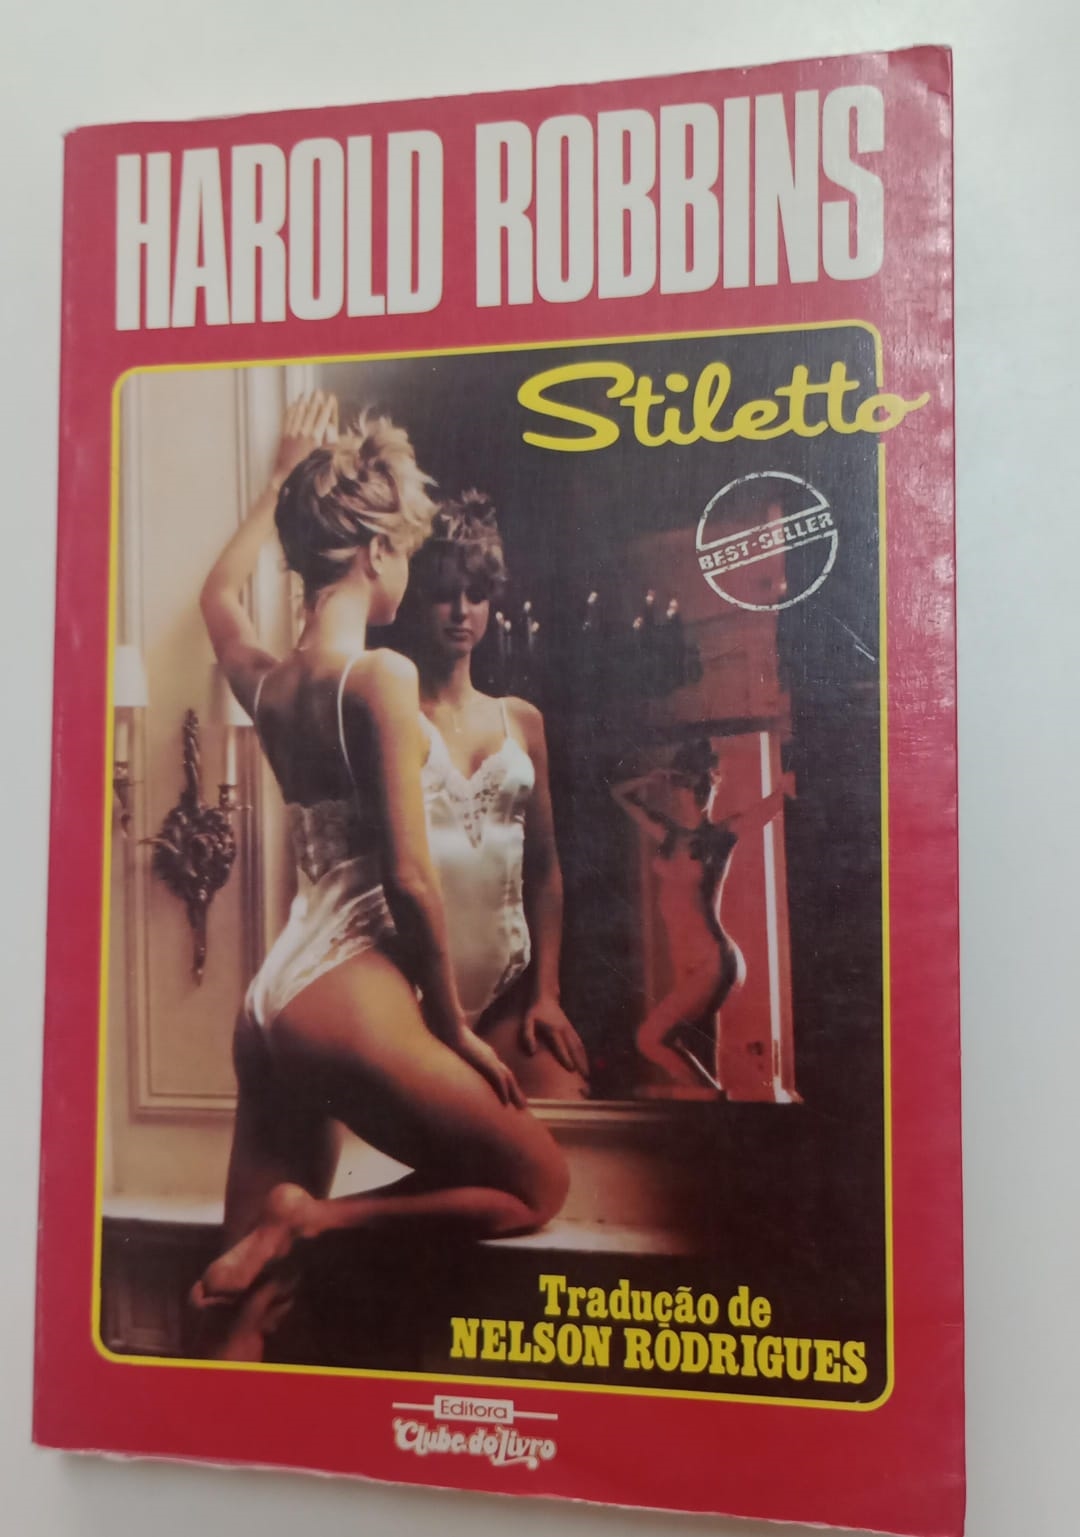 HAROLD ROBBINS
Stiletto
BEST-SELLER
Tradução de
NELSON RODRIGUES
Editora
Clube do Livro